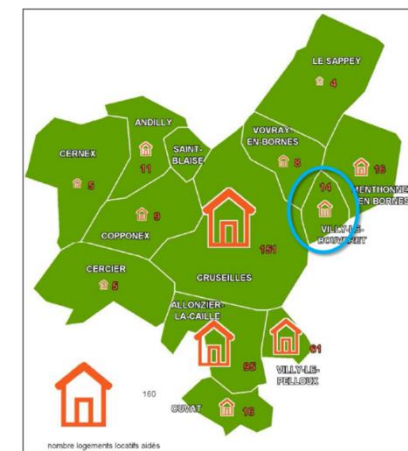 LE SAPPEY
4
ANDILLY
11
SAINT-
BLAISE
VOVRAY-
EN-BORNES
8
CERNEX
5
16
MENTHONNEX
EN-BORNES
14
VILLY-LE-
BOUVERET
COPPONEX
9
151
CRUSEILLES
CERCIER
5
ALLONZIER-
LA-CAILLE
95
61
VILLY-LE-
PELLOUX
CUVAT
16
160
nombre logements locatifs aidés